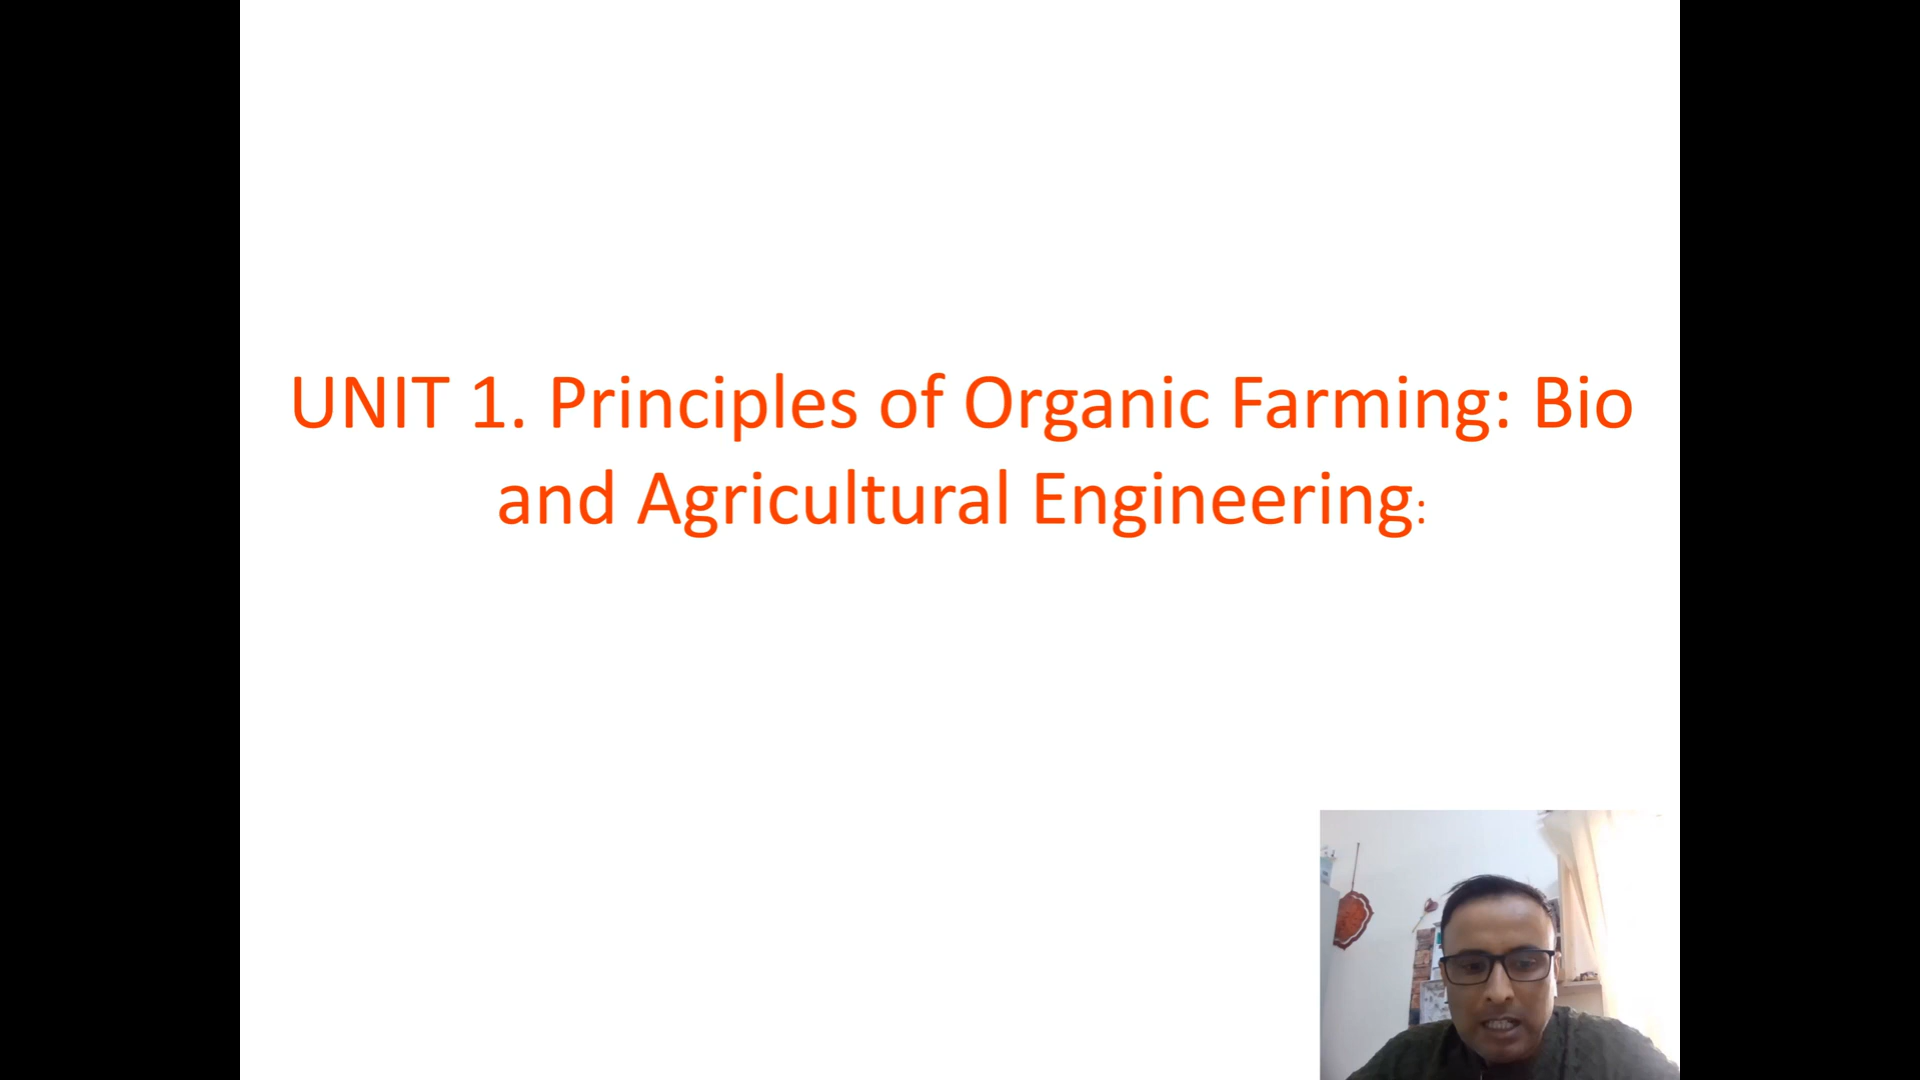 UNIT 1. Principles of Organic Farming: Bio
and Agricultural Engineering: